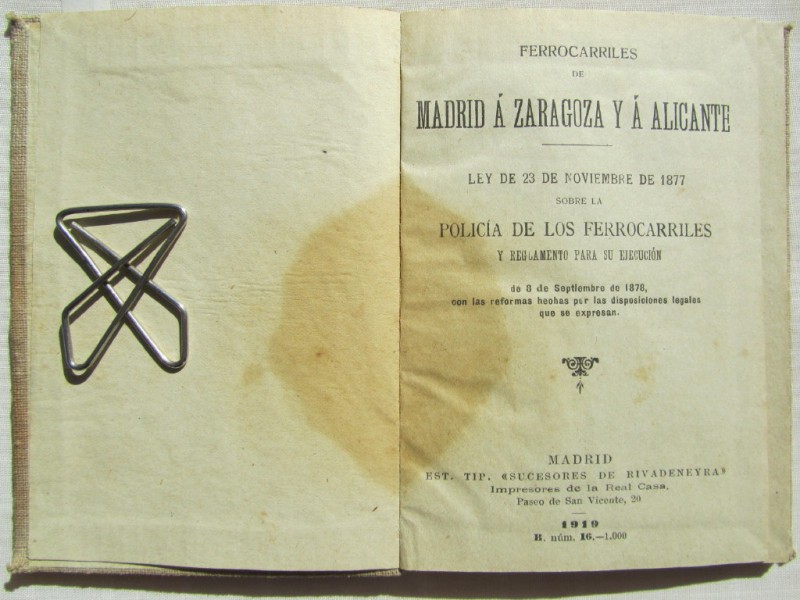 FERROCARRILES
DE
MADRID Á ZARAGOZA Y Á ALICANTE
LEY DE 23 DE NOVIEMBRE DE 1877
SOBRE LA
POLICÍA DE LOS FERROCARRILES
Y REGLAMENTO PARA SU EJECUCIÓN
de 8 de Septiembre de 1878,
con las reformas hechas por las disposiciones legales
que se expresan.
MADRID
EST. TIP. «SUCESORES DE RIVADENEYRA»
Impresores de la Real Casa.
Paseo de San Vicente, 20
1919
R. núm. 16.—1.000